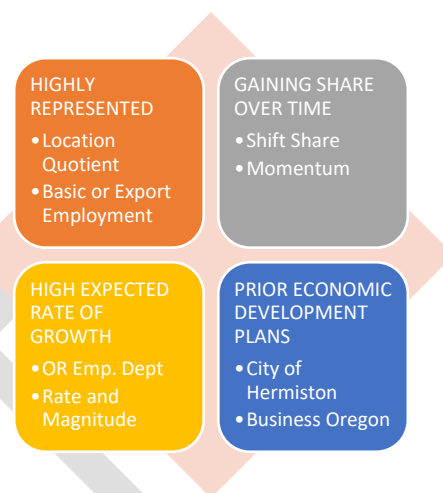 HIGHLY
REPRESENTED
•Location
Quotient
•Basic or Export
Employment
GAINING SHARE
OVER TIME
•Shift Share
•Momentum
HIGH EXPECTED
RATE OF
GROWTH
•OR Emp. Dept
•Rate and
Magnitude
PRIOR ECONOMIC
DEVELOPMENT
PLANS
•City of
Hermiston
•Business Oregon